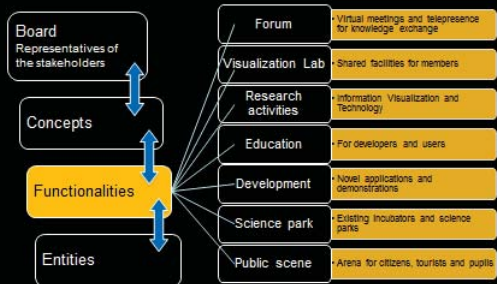 Board
Representatives of
the stakeholders
Concepts
Functionalities
Entities
Forum
• Virtual meetings and telepresence
for knowledge exchange
Visualization Lab
• Shared facilities for members
Research
activities
• Information Visualization and
Technology
Education
• For developers and users
Development
• Novel applications and
demonstrations
Science park
• Existing incubators and science
parks
Public scene
• Arena for citizens, tourists and pupils